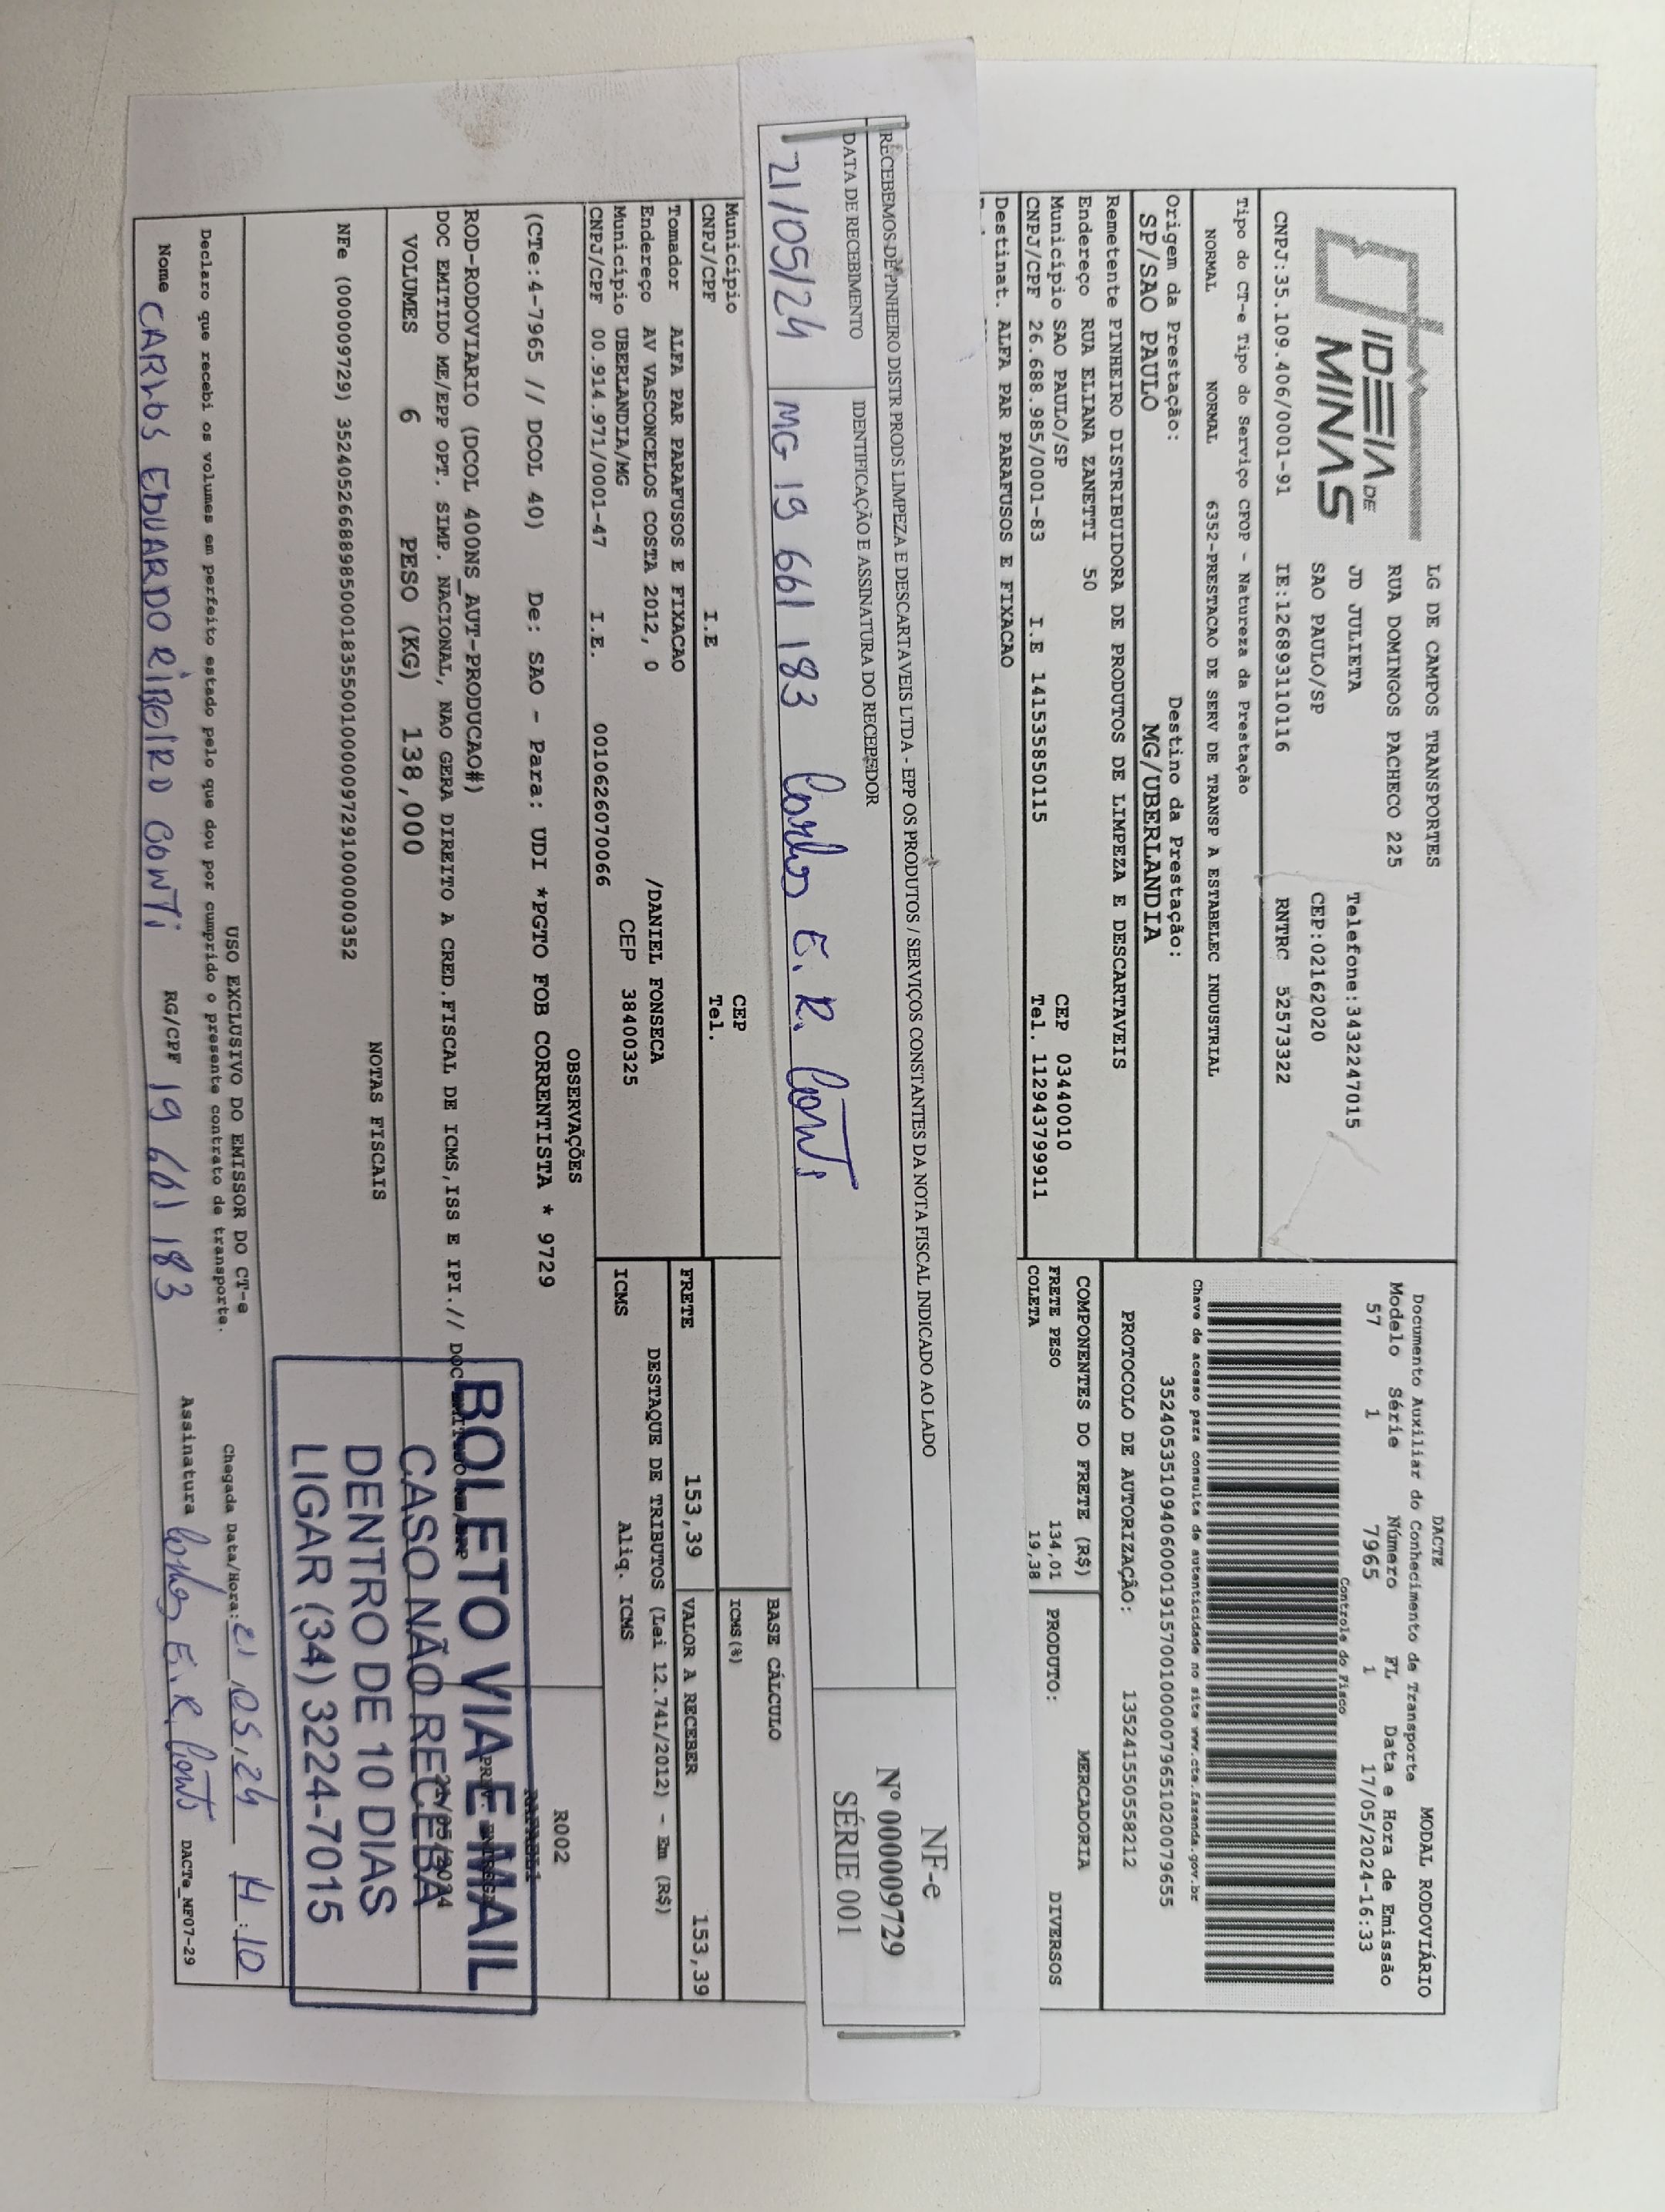 IDEIA DE
MINAS
LG DE CAMPOS TRANSPORTES
RUA DOMINGOS PACHECO 225
JD JULIETA Telefone:3432247015
SAO PAULO/SP CEP:02162020
CNPJ:35.109.406/0001-91 IE:126893110116 RNTRC 52573322
DACTE MODAL RODOVIÁRIO
Documento Auxiliar do Conhecimento de Transporte
Modelo Série Número FL Data e Hora de Emissão
57 1 7965 1 17/05/2024-16:33
Controle do Fisco
Chave de acesso para consulta de autenticidade no site www.cte.fazenda.gov.br
35240535109406000191570010000079651020079655
PROTOCOLO DE AUTORIZAÇÃO: 135241550558212
Tipo do CT-e Tipo do Serviço CFOP - Natureza da Prestação
NORMAL NORMAL 6352-PRESTACAO DE SERV DE TRANSP A ESTABELEC INDUSTRIAL
Origem da Prestação: Destino da Prestação:
SP/SAO PAULO MG/UBERLANDIA
Remetente PINHEIRO DISTRIBUIDORA DE PRODUTOS DE LIMPEZA E DESCARTAVEIS
Endereço RUA ELIANA ZANETTI 50
Município SAO PAULO/SP CEP 03440010
CNPJ/CPF 26.688.985/0001-83 I.E 141535850115 Tel. 112943799911
Destinat. ALFA PAR PARAFUSOS E FIXACAO
COMPONENTES DO FRETE (R$) MERCADORIA
FRETE PESO 134,01 PRODUTO: DIVERSOS
COLETA 19,38
RECEBEMOS DE PINHEIRO DISTR PRODS LIMPEZA E DESCARTAVEIS LTDA - EPP OS PRODUTOS / SERVIÇOS CONSTANTES DA NOTA FISCAL INDICADO AO LADO
DATA DE RECEBIMENTO IDENTIFICAÇÃO E ASSINATURA DO RECEBEDOR
21/05/24 MG 19 661 183 Carlos E. R. Conti
NF-e
Nº 000009729
SÉRIE 001
Município CEP
CNPJ/CPF I.E Tel.
BASE CÁLCULO
ICMS(%)
Tomador ALFA PAR PARAFUSOS E FIXACAO
Endereço AV VASCONCELOS COSTA 2012, 0 /DANIEL FONSECA
Município UBERLANDIA/MG CEP 38400325
CNPJ/CPF 00.914.971/0001-47 I.E. 0010626070066
FRETE 153,39 VALOR A RECEBER 153,39
DESTAQUE DE TRIBUTOS (Lei 12.741/2012) - Em (R$)
ICMS Aliq. ICMS
OBSERVAÇÕES
R002
(CTe:4-7965 // DCOL 40) De: SAO - Para: UDI *PGTO FOB CORRENTISTA * 9729
ROD-RODOVIARIO (DCOL 400NS_AUT-PRODUCAO#)
DOC EMITIDO ME/EPP OPT. SIMP. NACIONAL, NAO GERA DIREITO A CRED.FISCAL DE ICMS,ISS E IPI.// DOC
VOLUMES 6 PESO (KG) 138,000
NOTAS FISCAIS
NFe (000009729) 35240526688985000183550010000097291000000352
BOLETO VIA E-MAIL
CASO NÃO RECEBA
DENTRO DE 10 DIAS
LIGAR (34) 3224-7015
USO EXCLUSIVO DO EMISSOR DO CT-e
Declaro que recebi os volumes em perfeito estado pelo que dou por cumprido o presente contrato de transporte. Chegada Data/Hora: 21.05.24 14:10
Nome CARLOS EDUARDO RIBEIRO CONTI RG/CPF 19 661 183 Assinatura Carlos E.R. Conti DACTe_MF07-29